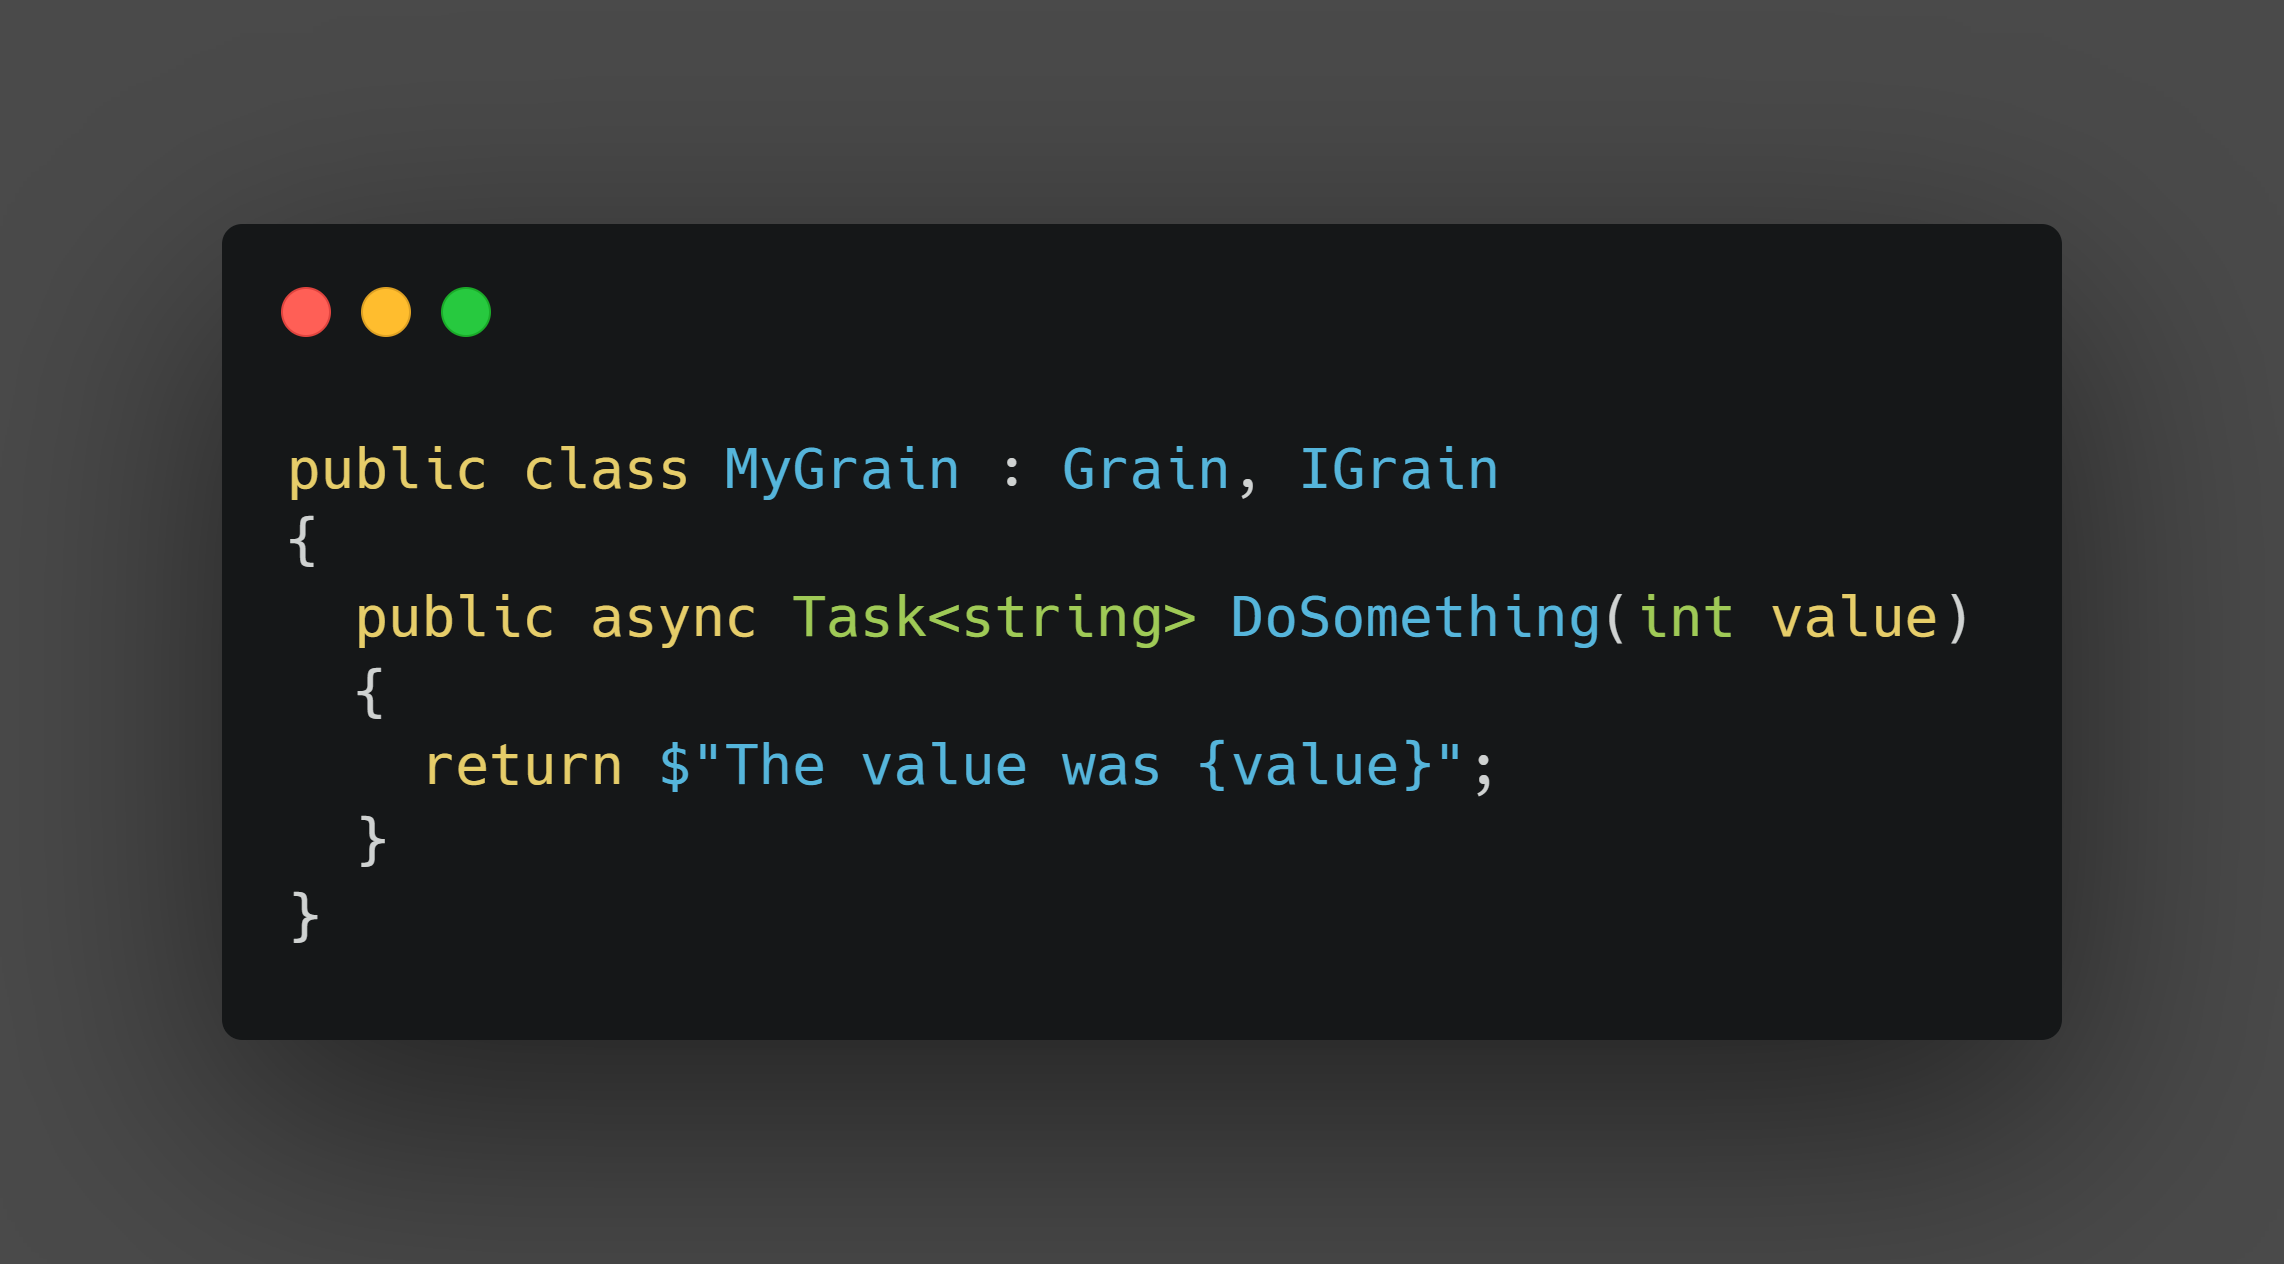 public class MyGrain : Grain, IGrain
{
  public async Task<string> DoSomething(int value)
  {
    return $"The value was {value}";
  }
}